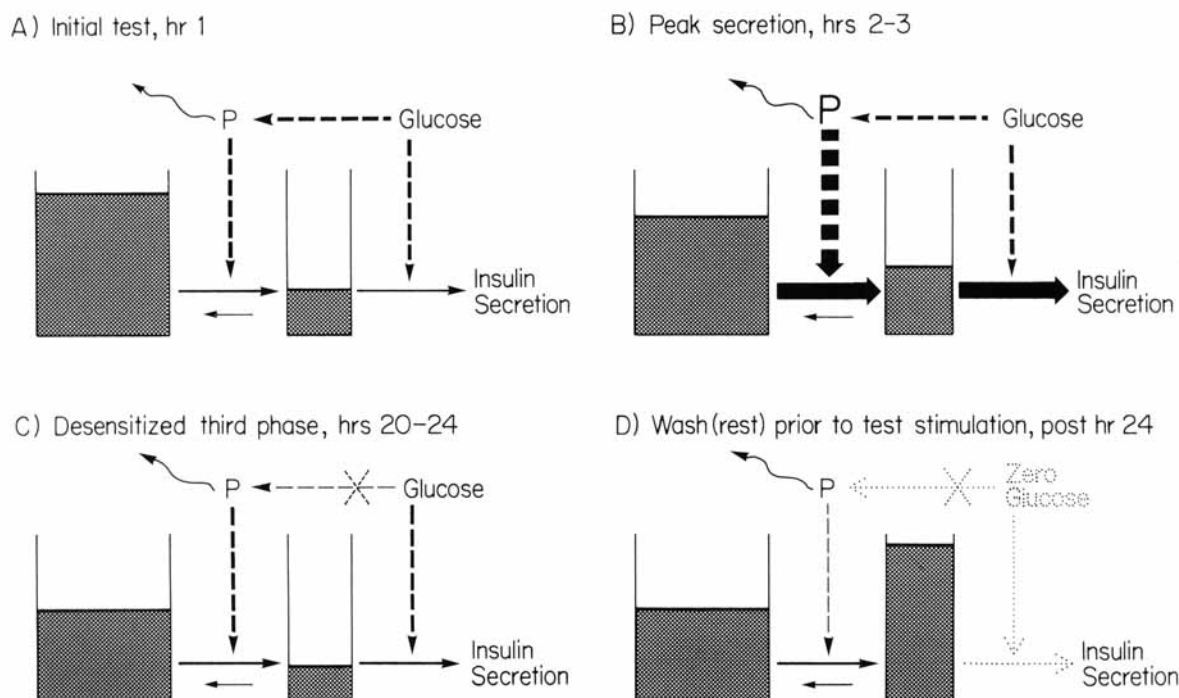 A) Initial test, hr 1
P
Glucose
Insulin
Secretion
B) Peak secretion, hrs 2-3
P
Glucose
Insulin
Secretion
C) Desensitized third phase, hrs 20-24
P
Glucose
Insulin
Secretion
D) Wash (rest) prior to test stimulation, post hr 24
P
Zero
Glucose
Insulin
Secretion